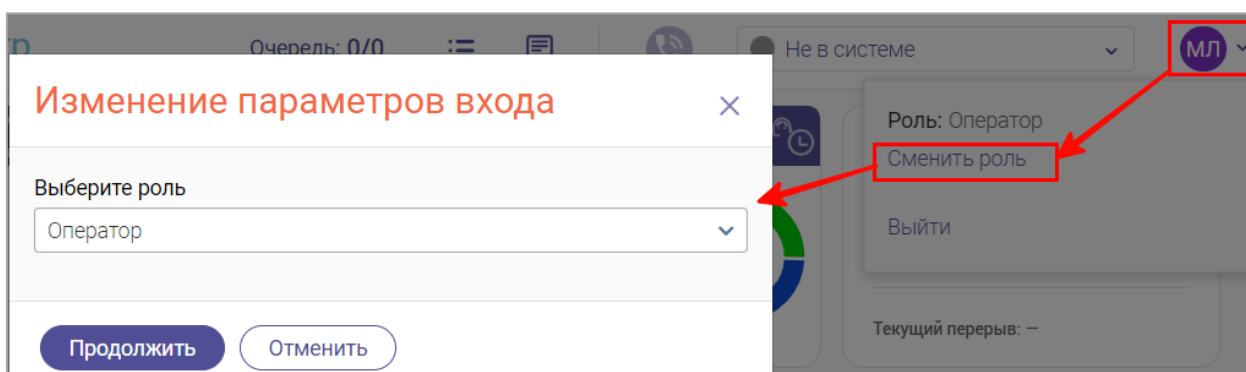 Очередь: 0/0
Не в системе
МЛ
Изменение параметров входа
Роль: Оператор
Сменить роль
Выйти
Выберите роль
Оператор
Текущий перерыв: —
Продолжить
Отменить